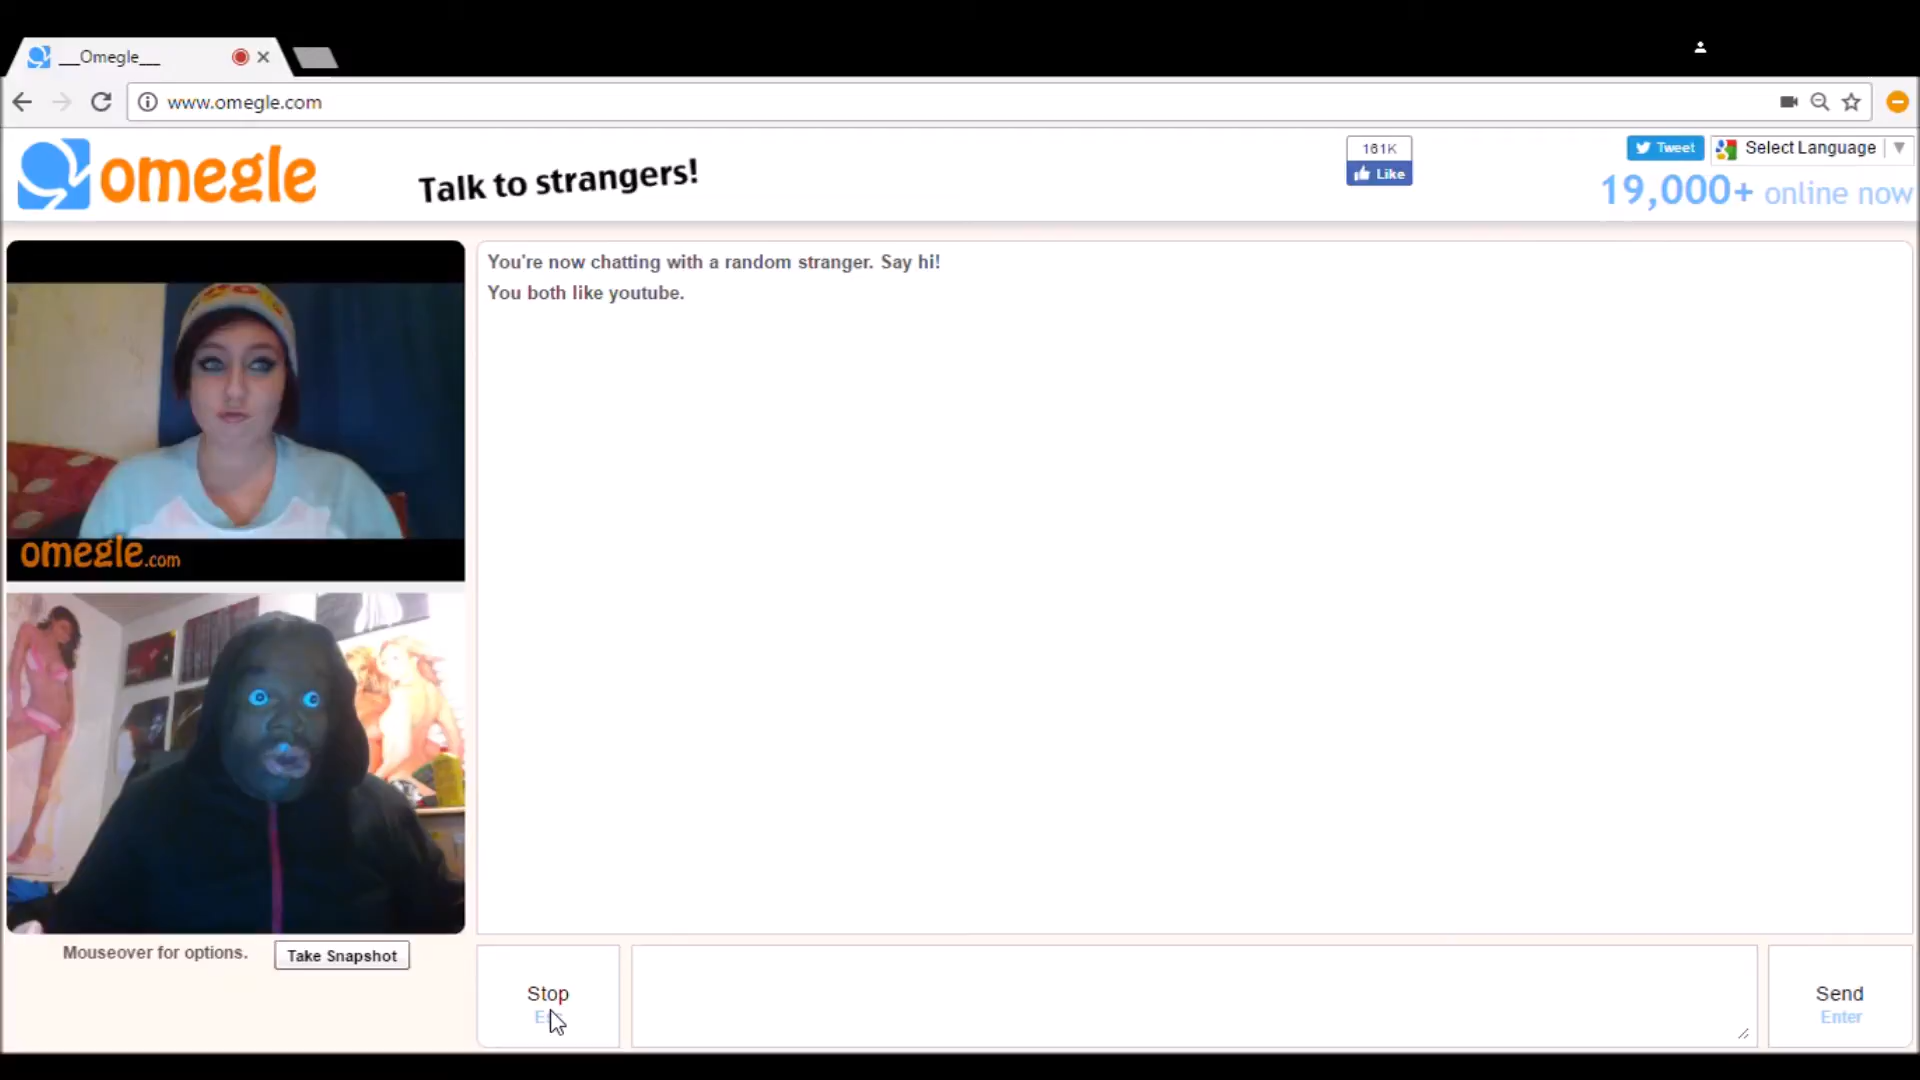 __Omegle__
www.omegle.com
omegle
Talk to strangers!
161K
Like
Tweet
Select Language
19,000+ online now
You're now chatting with a random stranger. Say hi!
You both like youtube.
omegle.com
Mouseover for options.
Take Snapshot
Stop
Send
Enter